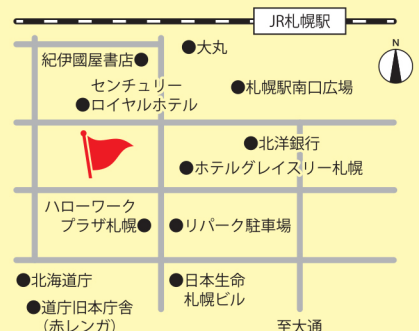 JR札幌駅
N
●大丸
紀伊國屋書店●
センチュリー
●ロイヤルホテル
●札幌駅南口広場
●北洋銀行
●ホテルグレイスリー札幌
ハローワーク
プラザ札幌●
●リパーク駐車場
●北海道庁
●日本生命
札幌ビル
●道庁旧本庁舎
(赤レンガ)
至大通